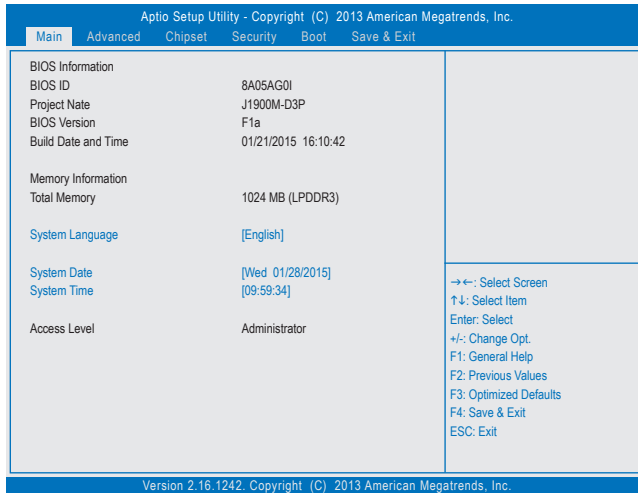 Aptio Setup Utility - Copyright (C) 2013 American Megatrends, Inc.
Main Advanced Chipset Security Boot Save & Exit
BIOS Information
BIOS ID 8A05AG0I
Project Nate J1900M-D3P
BIOS Version F1a
Build Date and Time 01/21/2015 16:10:42
Memory Information
Total Memory 1024 MB (LPDDR3)
System Language [English]
System Date [Wed 01/28/2015]
System Time [09:59:34]
Access Level Administrator
→←: Select Screen
↑↓: Select Item
Enter: Select
+/-: Change Opt.
F1: General Help
F2: Previous Values
F3: Optimized Defaults
F4: Save & Exit
ESC: Exit
Version 2.16.1242. Copyright (C) 2013 American Megatrends, Inc.